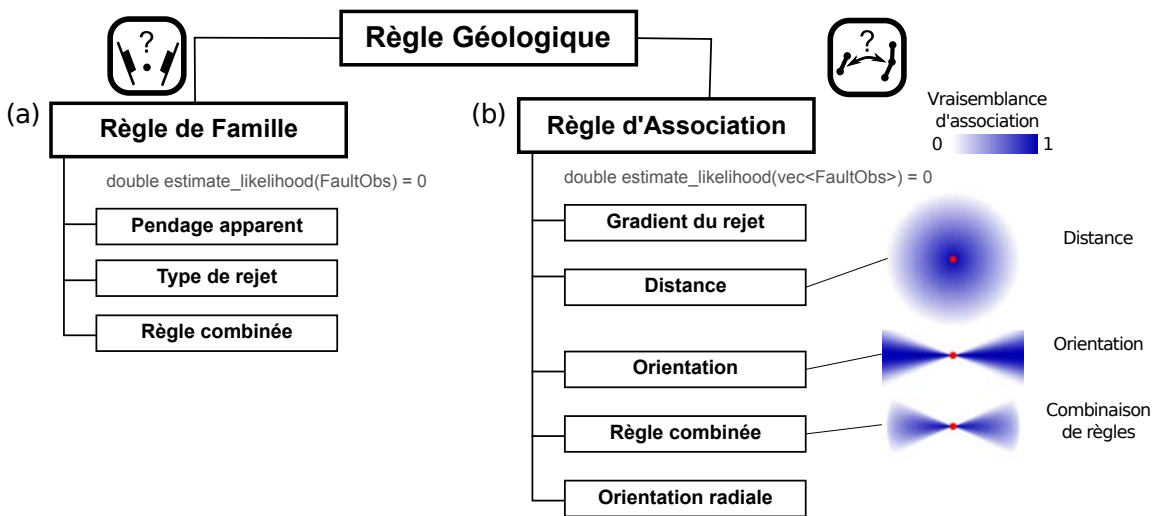 Règle Géologique
?
?
(a)
Règle de Famille
double estimate_likelihood(FaultObs) = 0
Pendage apparent
Type de rejet
Règle combinée
(b)
Règle d'Association
double estimate_likelihood(vec<FaultObs>) = 0
Gradient du rejet
Distance
Orientation
Règle combinée
Orientation radiale
Vraisemblance
d'association
0 1
Distance
Orientation
Combinaison
de règles